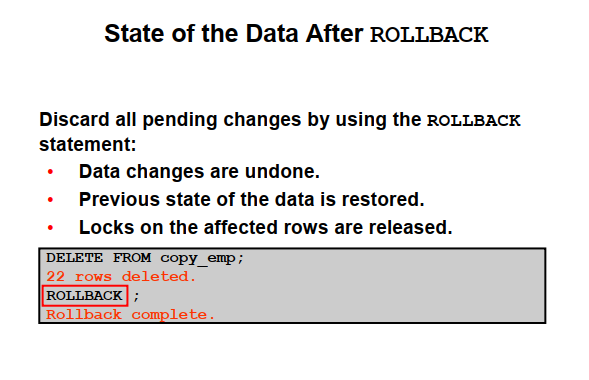 State of the Data After ROLLBACK
Discard all pending changes by using the ROLLBACK
statement:
• Data changes are undone.
• Previous state of the data is restored.
• Locks on the affected rows are released.
DELETE FROM copy_emp;
22 rows deleted.
ROLLBACK ;
Rollback complete.